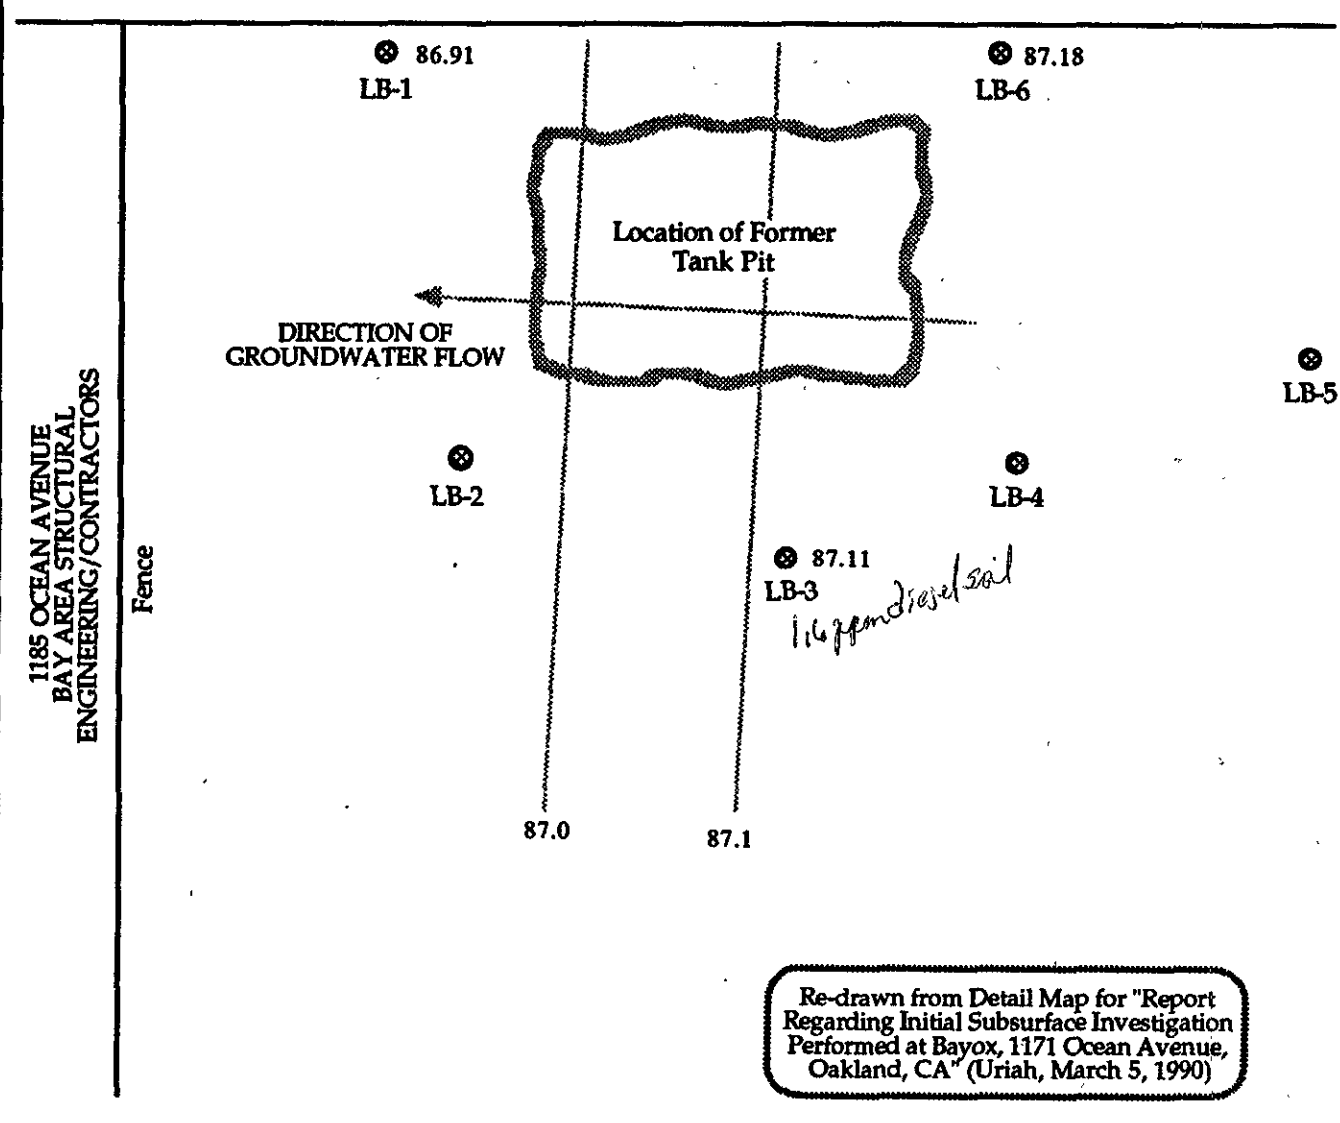 86.91
LB-1
87.18
LB-6
Location of Former
Tank Pit
DIRECTION OF
GROUNDWATER FLOW
LB-5
LB-2
LB-4
1185 OCEAN AVENUE
BAY AREA STRUCTURAL
ENGINEERING/CONTRACTORS
Fence
87.11
LB-3
1.6 ppm diesel soil
87.0
87.1
Re-drawn from Detail Map for "Report
Regarding Initial Subsurface Investigation
Performed at Bayox, 1171 Ocean Avenue,
Oakland, CA" (Uriah, March 5, 1990)